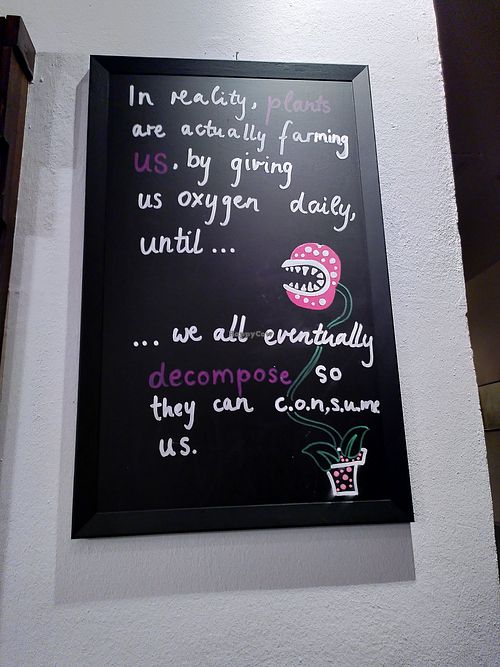 In reality, plants
are actually farming
us. by giving
us oxygen daily,
until ...
... we all eventually
decompose so
they can c.o.n,s.u.me
us.